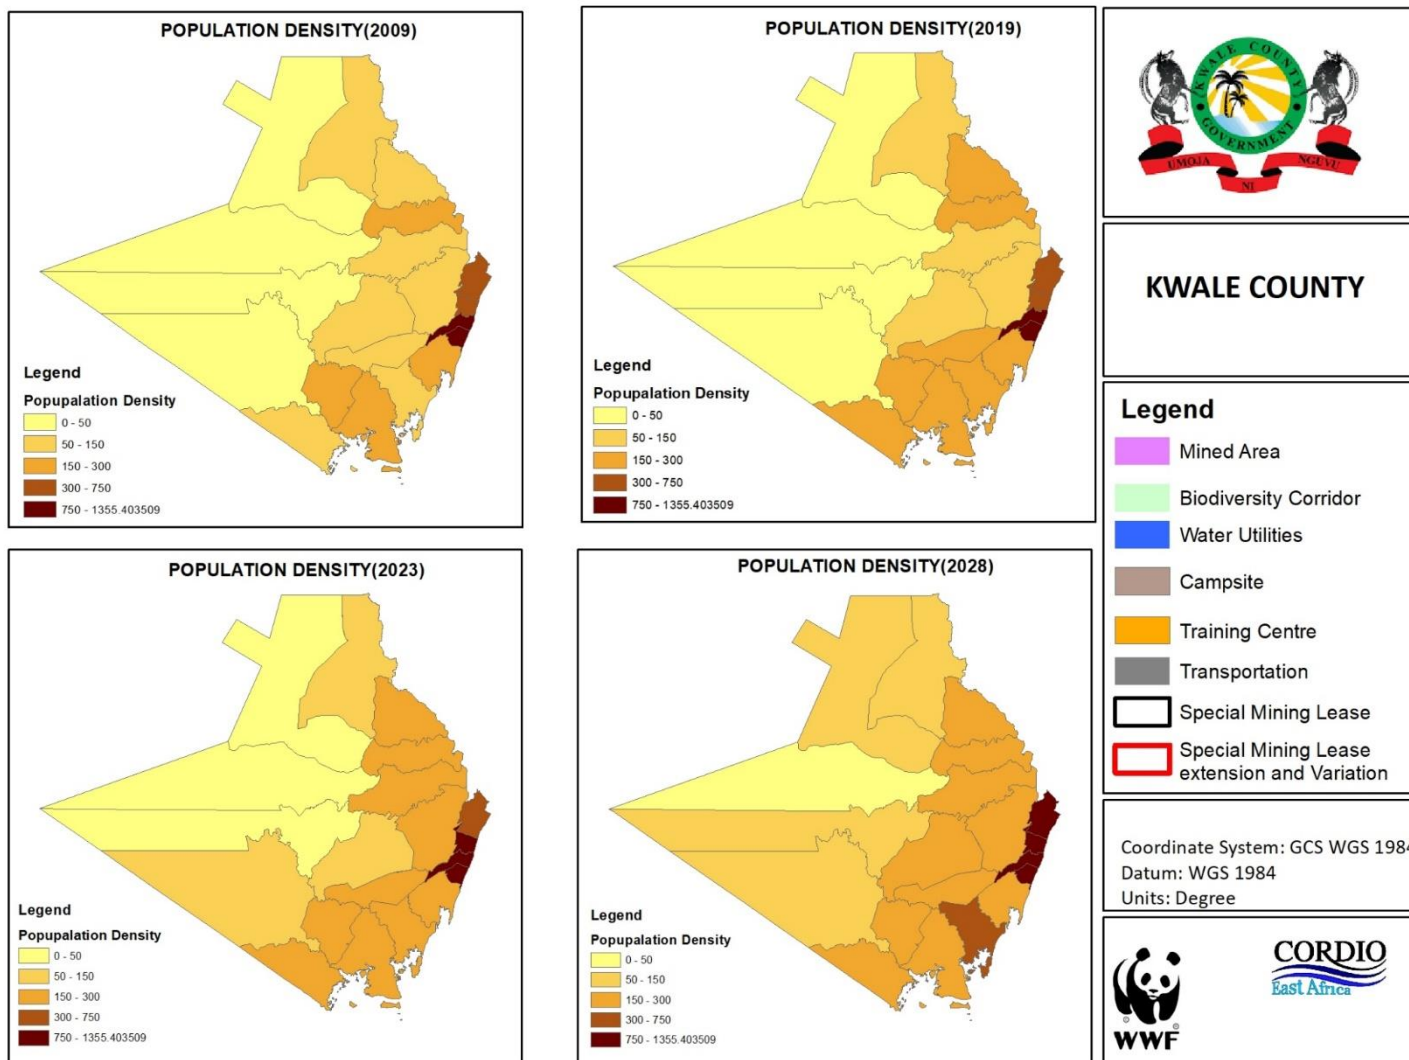 POPULATION DENSITY(2009)
Legend
Popupalation Density
0 - 50
50 - 150
150 - 300
300 - 750
750 - 1355.403509
POPULATION DENSITY(2019)
Legend
Popupalation Density
0 - 50
50 - 150
150 - 300
300 - 750
750 - 1355.403509
KWALE COUNTY
GOVERNMENT
UMOJA
NI
NGUVU
KWALE COUNTY
Legend
Mined Area
Biodiversity Corridor
Water Utilities
Campsite
Training Centre
Transportation
Special Mining Lease
Special Mining Lease
extension and Variation
POPULATION DENSITY(2023)
Legend
Popupalation Density
0 - 50
50 - 150
150 - 300
300 - 750
750 - 1355.403509
POPULATION DENSITY(2028)
Legend
Popupalation Density
0 - 50
50 - 150
150 - 300
300 - 750
750 - 1355.403509
Coordinate System: GCS WGS 1984
Datum: WGS 1984
Units: Degree
WWF
CORDIO
East Africa